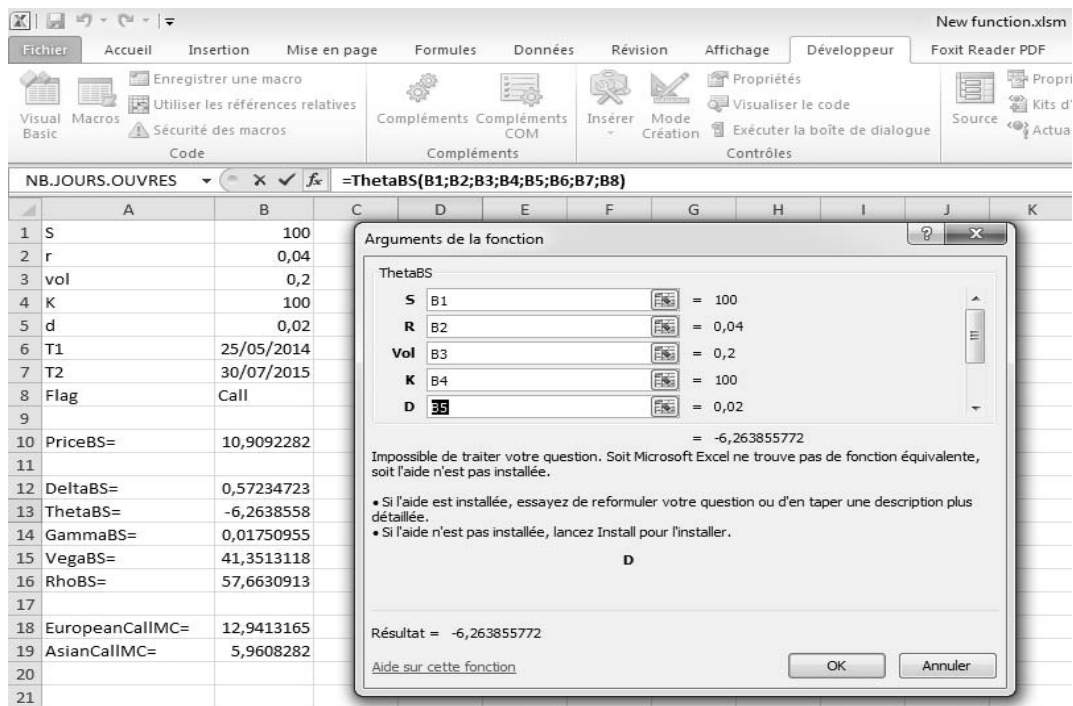 New function.xlsm
Fichier Accueil Insertion Mise en page Formules Données Révision Affichage Développeur Foxit Reader PDF
Visual Basic
Macros
Enregistrer une macro
Utiliser les références relatives
Sécurité des macros
Code
Compléments
Compléments COM
Compléments
Insérer
Mode Création
Propriétés
Visualiser le code
Exécuter la boîte de dialogue
Contrôles
Source
Propri
Kits d'
Actua
NB.JOURS.OUVRES fx =ThetaBS(B1;B2;B3;B4;B5;B6;B7;B8)
A B C D E F G H I J K
1 S 100
2 r 0,04
3 vol 0,2
4 K 100
5 d 0,02
6 T1 25/05/2014
7 T2 30/07/2015
8 Flag Call
9
10 PriceBS= 10,9092282
11
12 DeltaBS= 0,57234723
13 ThetaBS= -6,2638558
14 GammaBS= 0,01750955
15 VegaBS= 41,3513118
16 RhoBS= 57,6630913
17
18 EuropeanCallMC= 12,9413165
19 AsianCallMC= 5,9608282
20
21
Arguments de la fonction
ThetaBS
S B1 = 100
R B2 = 0,04
Vol B3 = 0,2
K B4 = 100
D B5 = 0,02
= -6,263855772
Impossible de traiter votre question. Soit Microsoft Excel ne trouve pas de fonction équivalente,
soit l'aide n'est pas installée.
• Si l'aide est installée, essayez de reformuler votre question ou d'en taper une description plus
détaillée.
• Si l'aide n'est pas installée, lancez Install pour l'installer.
D
Résultat = -6,263855772
Aide sur cette fonction
OK
Annuler